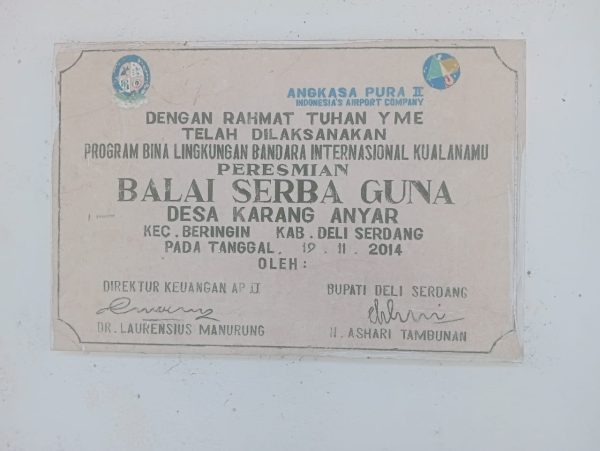 ANGKASA PURA II
INDONESIA'S AIRPORT COMPANY
DENGAN RAHMAT TUHAN YME
TELAH DILAKSANAKAN
PROGRAM BINA LINGKUNGAN BANDARA INTERNASIONAL KUALANAMU
PERESMIAN
BALAI SERBA GUNA
DESA KARANG ANYAR
KEC. BERINGIN KAB. DELI SERDANG
PADA TANGGAL. 19 . 11 . 2014
OLEH :
DIREKTUR KEUANGAN AP II BUPATI DELI SERDANG
DR. LAURENSIUS MANURUNG H. ASHARI TAMBUNAN